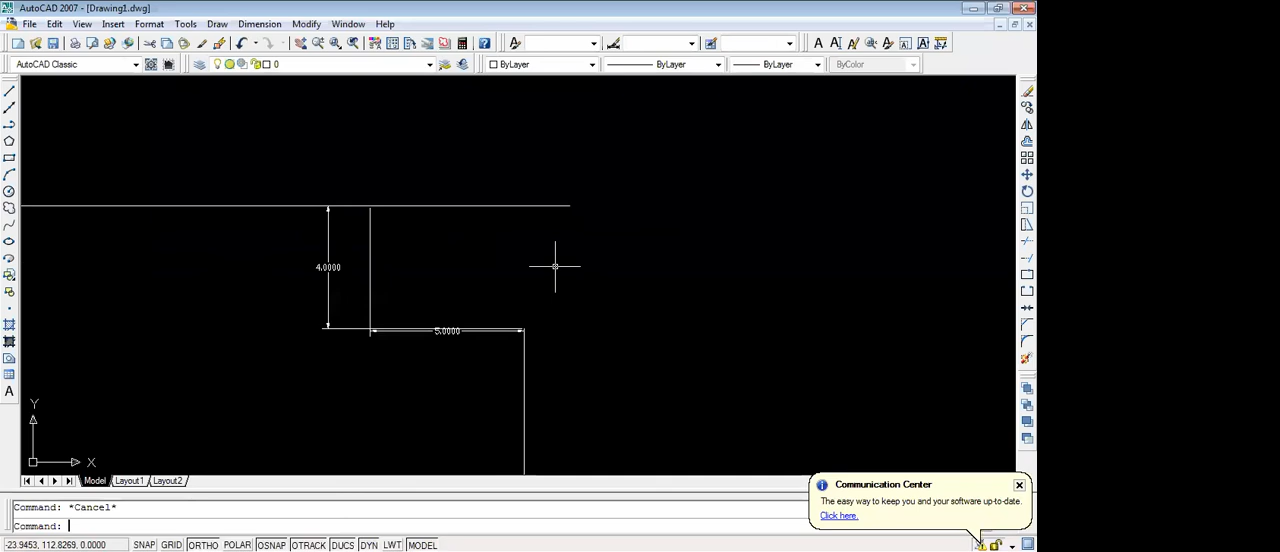 AutoCAD 2007 - [Drawing1.dwg]
File Edit View Insert Format Tools Draw Dimension Modify Window Help
AutoCAD Classic 0 ByLayer ByLayer ByLayer ByColor
4.0000
5.0000
Y
X
Model Layout1 Layout2
Command: *Cancel*
Command:
Communication Center
The easy way to keep you and your software up-to-date.
Click here.
-23.9453, 112.8269, 0.0000 SNAP GRID ORTHO POLAR OSNAP OTRACK DUCS DYN LWT MODEL